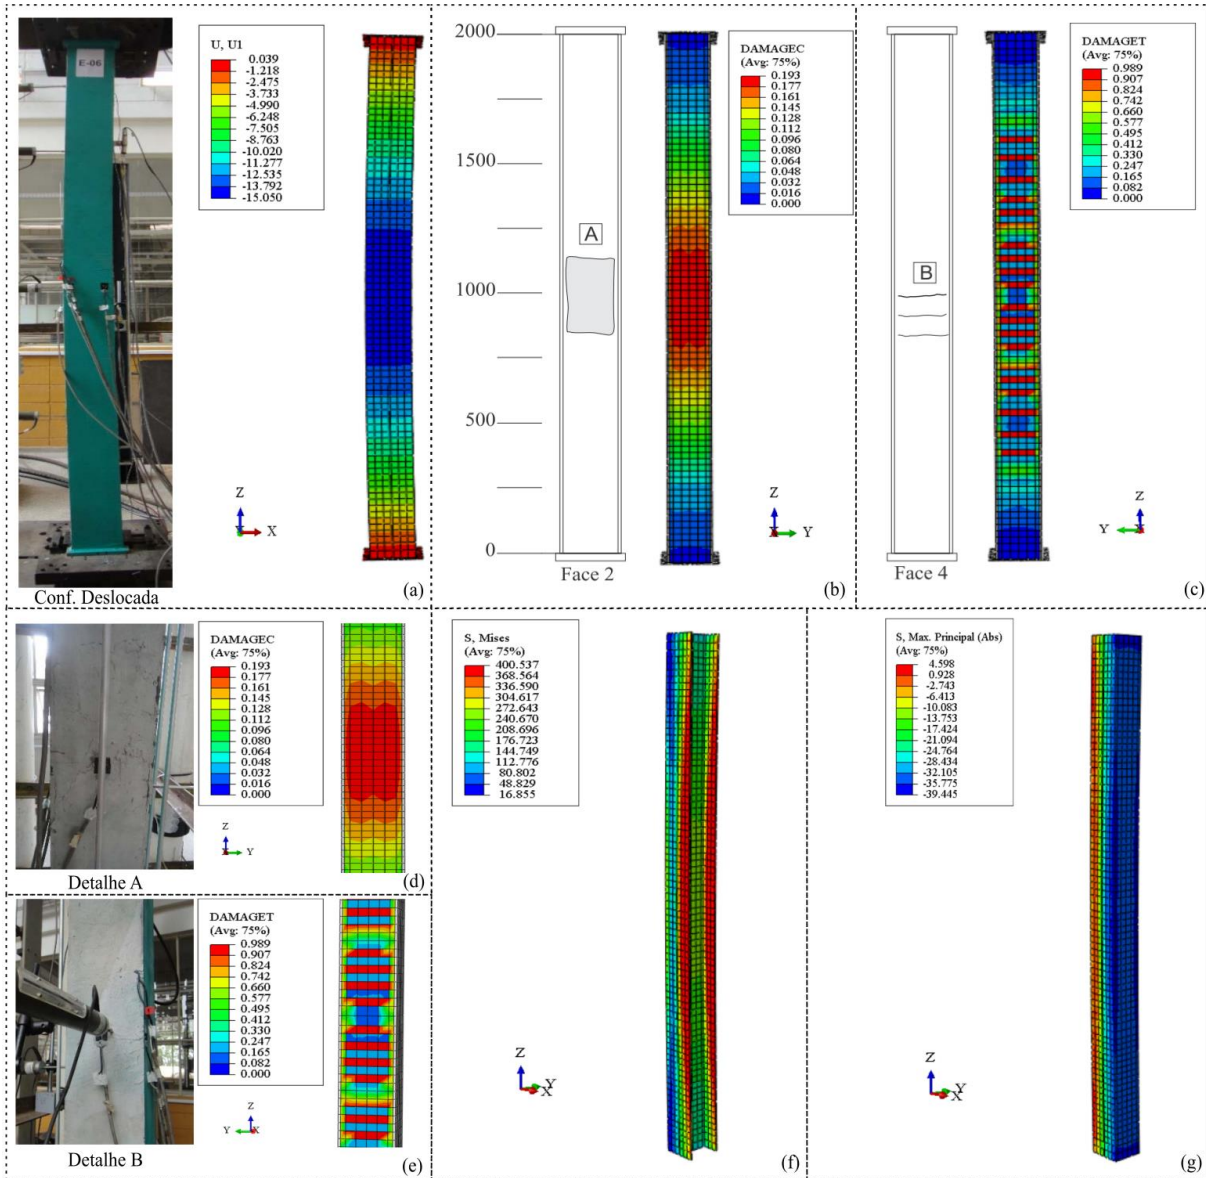 E-06
U, U1
0.039
-1.218
-2.475
-3.733
-4.990
-6.248
-7.505
-8.763
-10.020
-11.277
-12.535
-13.792
-15.050
Z
X
Conf. Deslocada
(a)
2000
1500
1000
500
0
A
Face 2
DAMAGEC
(Avg: 75%)
0.193
0.177
0.161
0.145
0.128
0.112
0.096
0.080
0.064
0.048
0.032
0.016
0.000
Z
Y
(b)
B
Face 4
DAMAGET
(Avg: 75%)
0.989
0.907
0.824
0.742
0.660
0.577
0.495
0.412
0.330
0.247
0.165
0.082
0.000
Z
Y
(c)
DAMAGEC
(Avg: 75%)
0.193
0.177
0.161
0.145
0.128
0.112
0.096
0.080
0.064
0.048
0.032
0.016
0.000
Z
Y
Detalhe A
(d)
DAMAGET
(Avg: 75%)
0.989
0.907
0.824
0.742
0.660
0.577
0.495
0.412
0.330
0.247
0.165
0.082
0.000
Z
Y
X
Detalhe B
(e)
S, Mises
(Avg: 75%)
400.537
368.564
336.590
304.617
272.643
240.670
208.696
176.723
144.749
112.776
80.802
48.829
16.855
Z
Y
X
(f)
S, Max. Principal (Abs)
(Avg: 75%)
4.598
0.928
-2.743
-6.413
-10.083
-13.753
-17.424
-21.094
-24.764
-28.434
-32.105
-35.775
-39.445
Z
Y
X
(g)